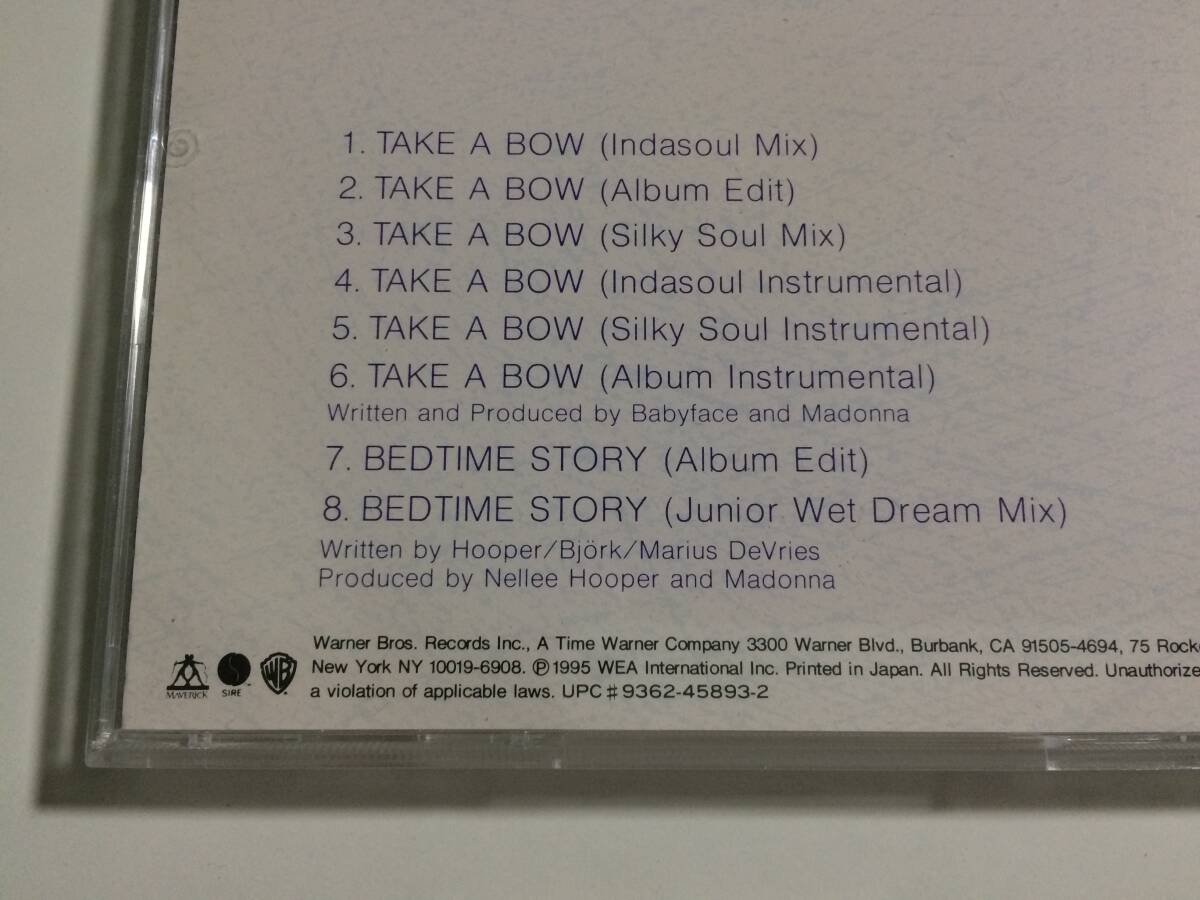 1. TAKE A BOW (Indasoul Mix)
2. TAKE A BOW (Album Edit)
3. TAKE A BOW (Silky Soul Mix)
4. TAKE A BOW (Indasoul Instrumental)
5. TAKE A BOW (Silky Soul Instrumental)
6. TAKE A BOW (Album Instrumental)
Written and Produced by Babyface and Madonna
7. BEDTIME STORY (Album Edit)
8. BEDTIME STORY (Junior Wet Dream Mix)
Written by Hooper/Björk/Marius DeVries
Produced by Nellee Hooper and Madonna
Warner Bros. Records Inc., A Time Warner Company 3300 Warner Blvd., Burbank, CA 91505-4694, 75 Rocke
New York NY 10019-6908. ℗1995 WEA International Inc. Printed in Japan. All Rights Reserved. Unauthorize
a violation of applicable laws. UPC # 9362-45893-2
MAVERICK
SIRE
WB